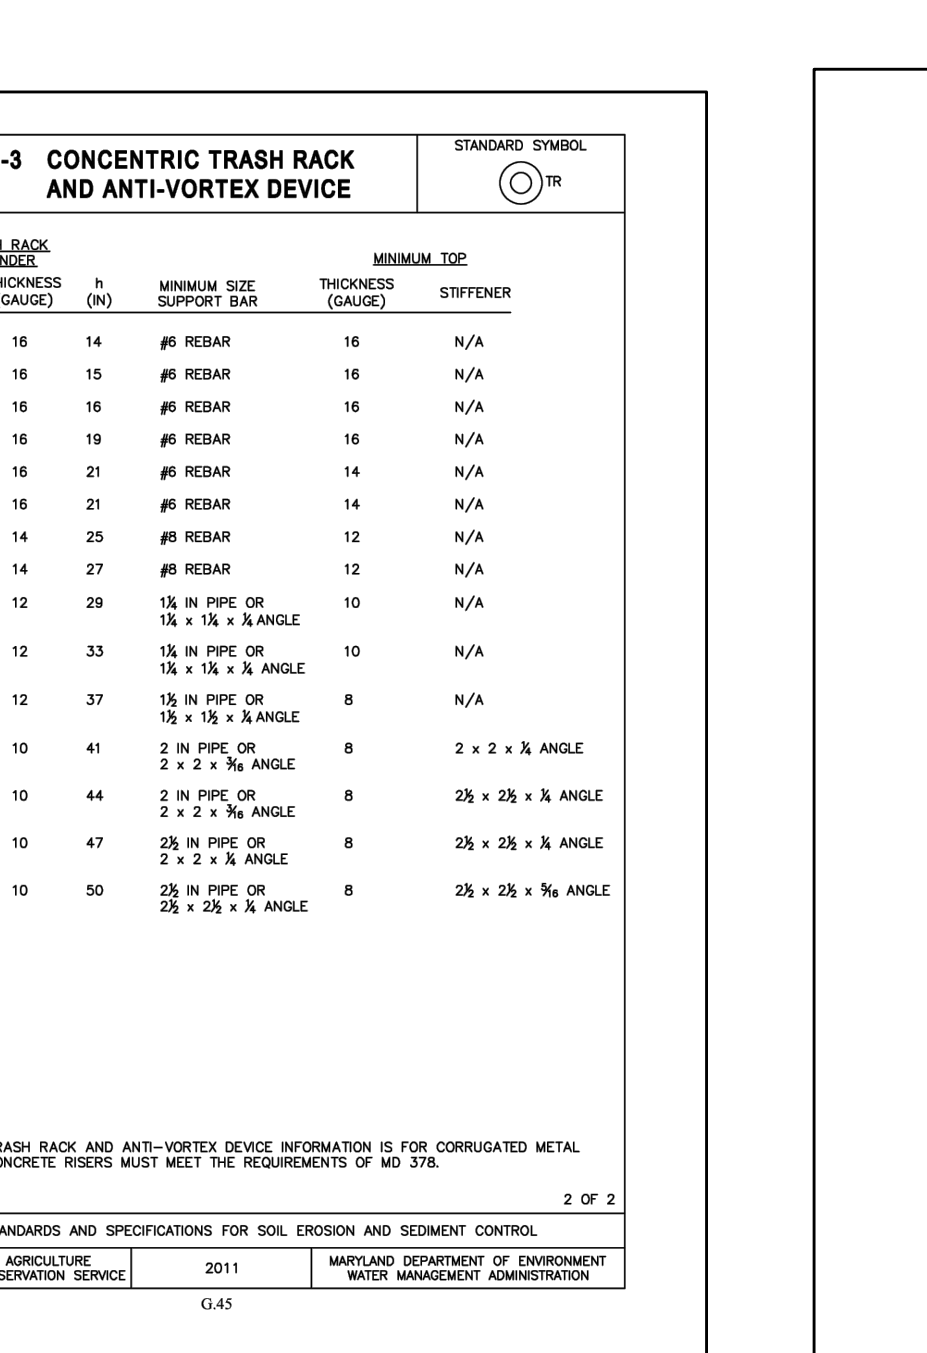 -3 CONCENTRIC TRASH RACK
AND ANTI-VORTEX DEVICE
STANDARD SYMBOL
TR
RACK
MINIMUM TOP
THICKNESS h MINIMUM SIZE THICKNESS STIFFENER
GAUGE) (IN) SUPPORT BAR (GAUGE)
16 14 #6 REBAR 16 N/A
16 15 #6 REBAR 16 N/A
16 16 #6 REBAR 16 N/A
16 19 #6 REBAR 16 N/A
16 21 #6 REBAR 14 N/A
16 21 #6 REBAR 14 N/A
14 25 #8 REBAR 12 N/A
14 27 #8 REBAR 12 N/A
12 29 1¼ IN PIPE OR 10 N/A
1¼ x 1¼ x ¼ ANGLE
12 33 1¼ IN PIPE OR 10 N/A
1¼ x 1¼ x ¼ ANGLE
12 37 1½ IN PIPE OR 8 N/A
1½ x 1½ x ¼ ANGLE
10 41 2 IN PIPE OR 8 2 x 2 x ¼ ANGLE
2 x 2 x 3/16 ANGLE
10 44 2 IN PIPE OR 8 2½ x 2½ x ¼ ANGLE
2 x 2 x 3/16 ANGLE
10 47 2½ IN PIPE OR 8 2½ x 2½ x ¼ ANGLE
2 x 2 x ¼ ANGLE
10 50 2½ IN PIPE OR 8 2½ x 2½ x 5/16 ANGLE
2½ x 2½ x ¼ ANGLE
RASH RACK AND ANTI-VORTEX DEVICE INFORMATION IS FOR CORRUGATED METAL
ONCRETE RISERS MUST MEET THE REQUIREMENTS OF MD 378.
2 OF 2
ANDARDS AND SPECIFICATIONS FOR SOIL EROSION AND SEDIMENT CONTROL
AGRICULTURE
SERVATION SERVICE
2011
MARYLAND DEPARTMENT OF ENVIRONMENT
WATER MANAGEMENT ADMINISTRATION
G.45